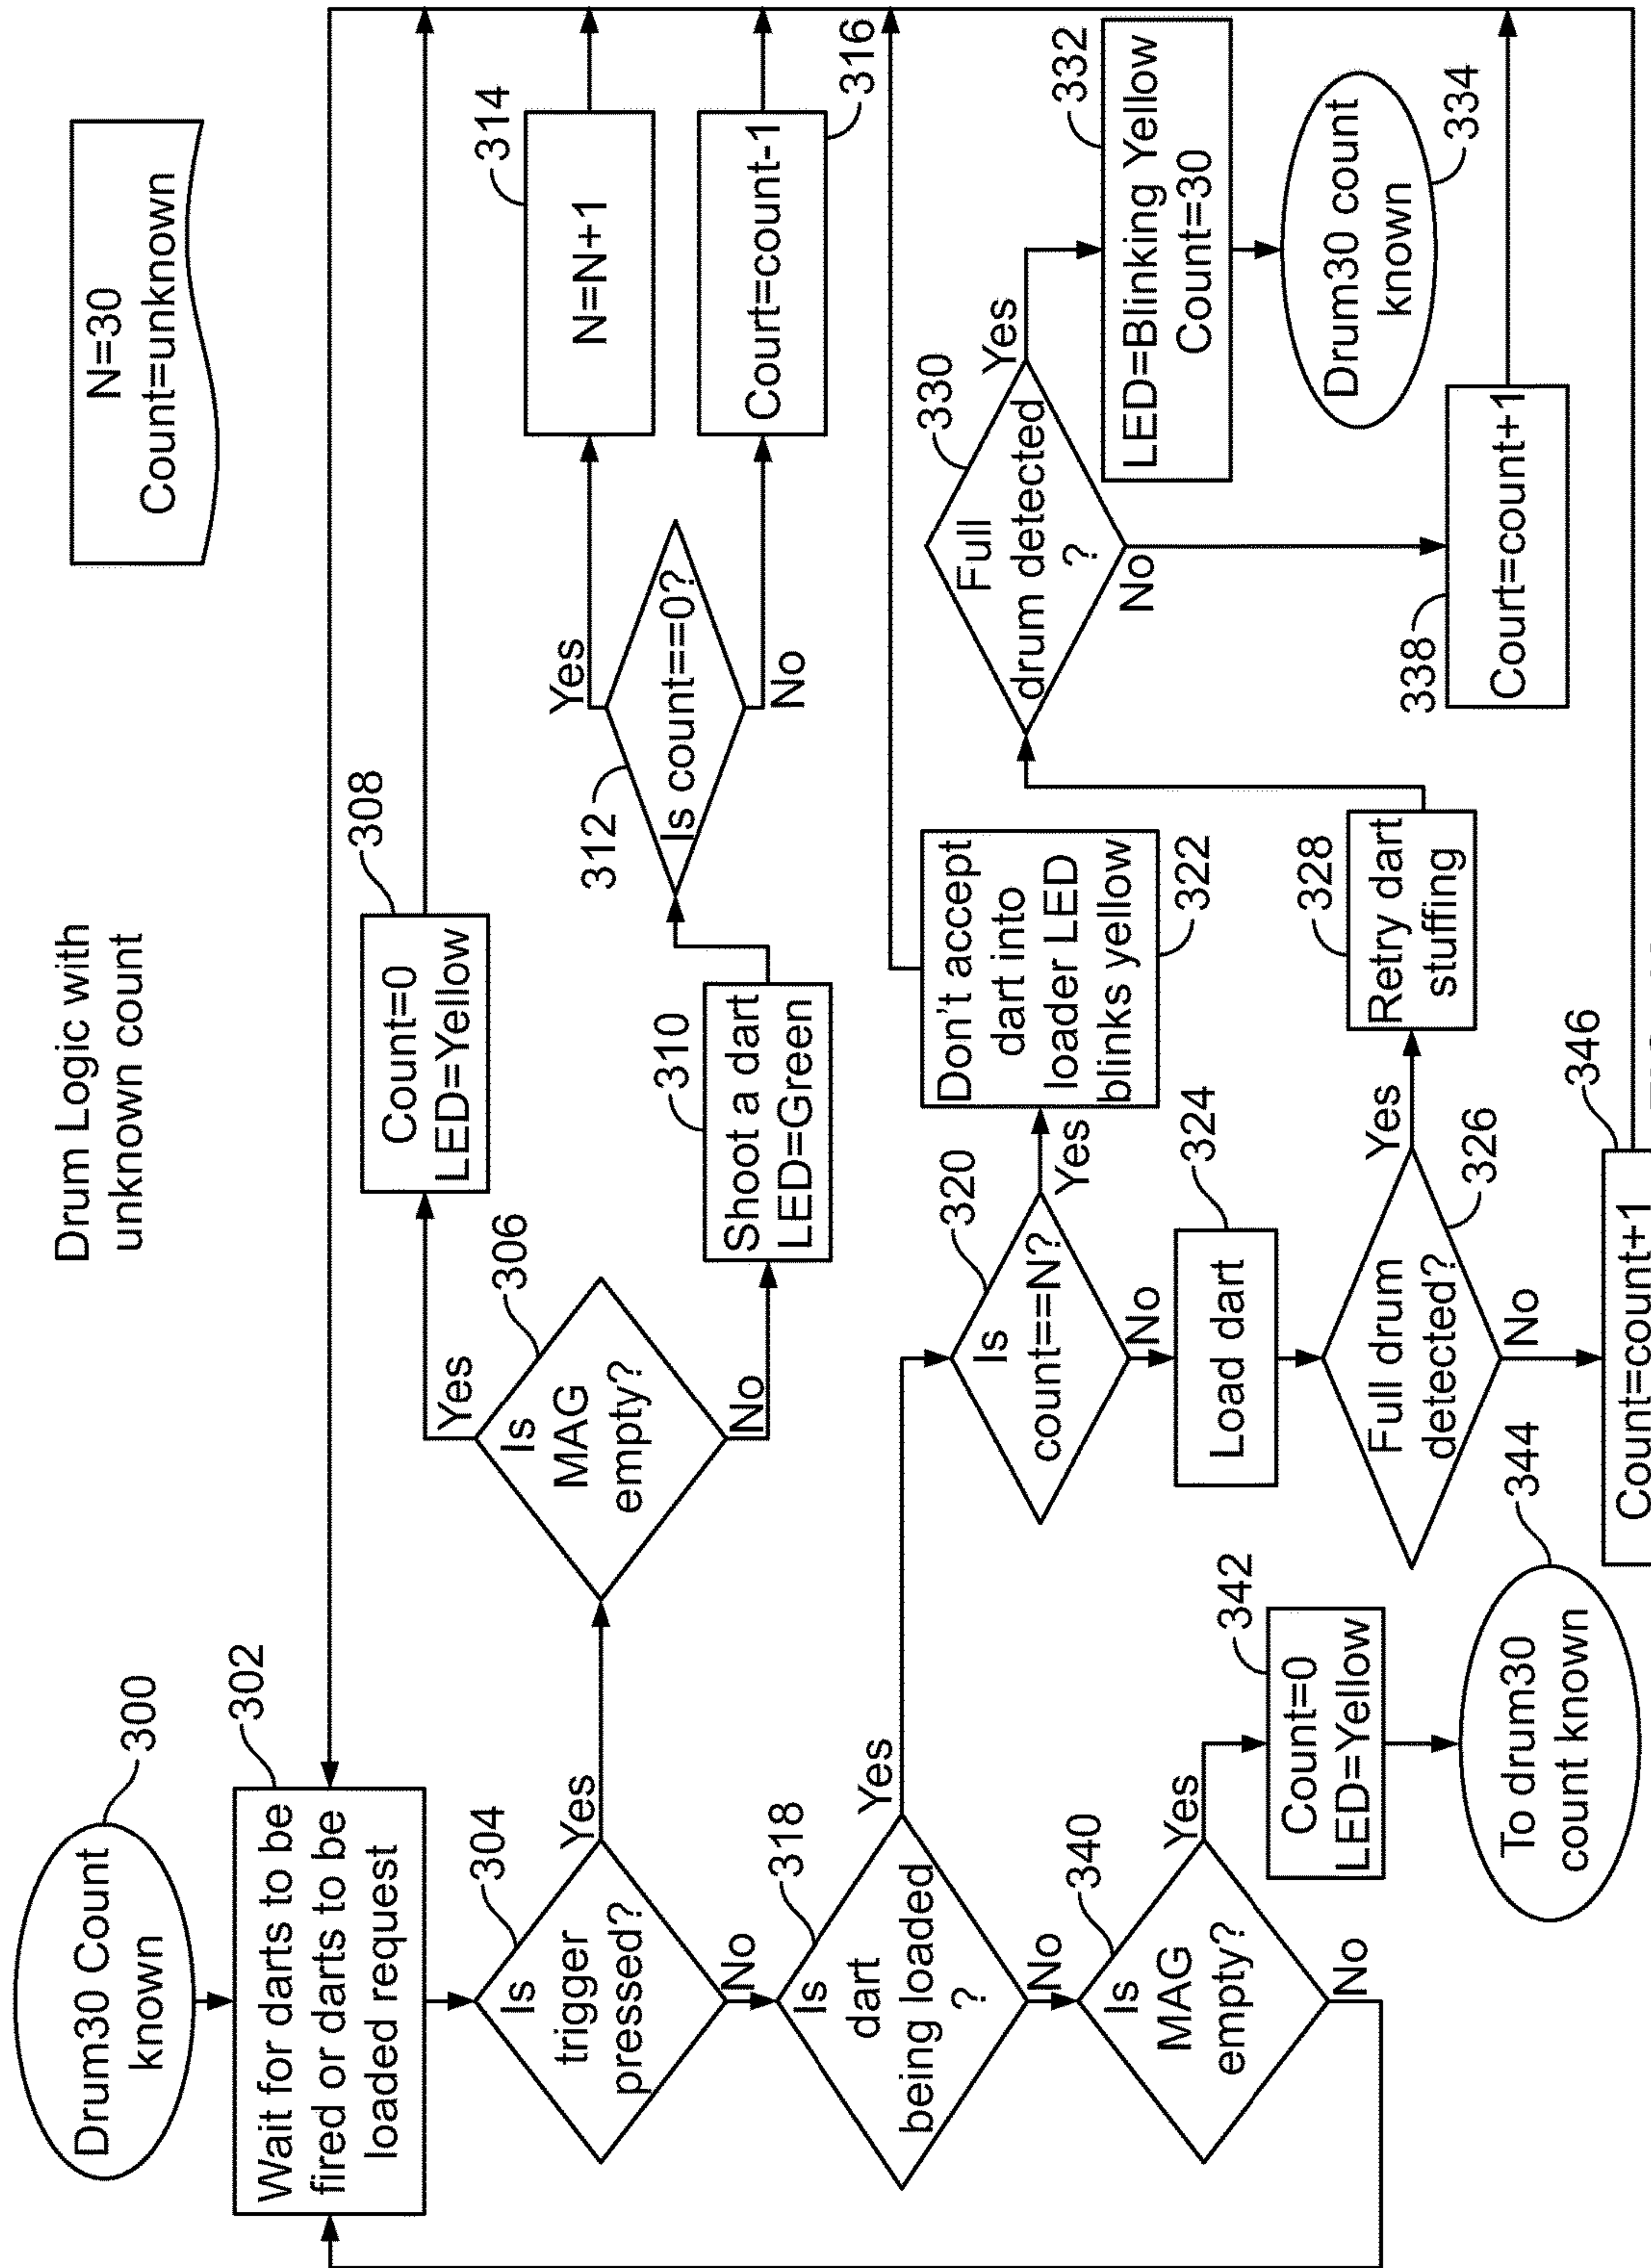 Drum Logic with
unknown count
N=30
Count=unknown
Drum30 Count
known
300
Wait for darts to be
fired or darts to be
loaded request
302
Is
trigger
pressed?
304
Yes
No
Is
MAG
empty?
306
Yes
No
Count=0
LED=Yellow
308
Shoot a dart
LED=Green
310
Is count==0?
312
Yes
No
N=N+1
314
Court=count-1
316
Is
dart
being loaded
?
318
Yes
No
Is
count==N?
320
Yes
No
Don't accept
dart into
loader LED
blinks yellow
322
Load dart
324
Full drum
detected?
326
Yes
No
Retry dart
stuffing
328
Full
drum detected
?
330
Yes
No
LED=Blinking Yellow
Count=30
332
Drum30 count
known
334
Court=count+1
338
Is
MAG
empty?
340
Yes
No
Count=0
LED=Yellow
342
To drum30
count known
344
Count=count+1
346